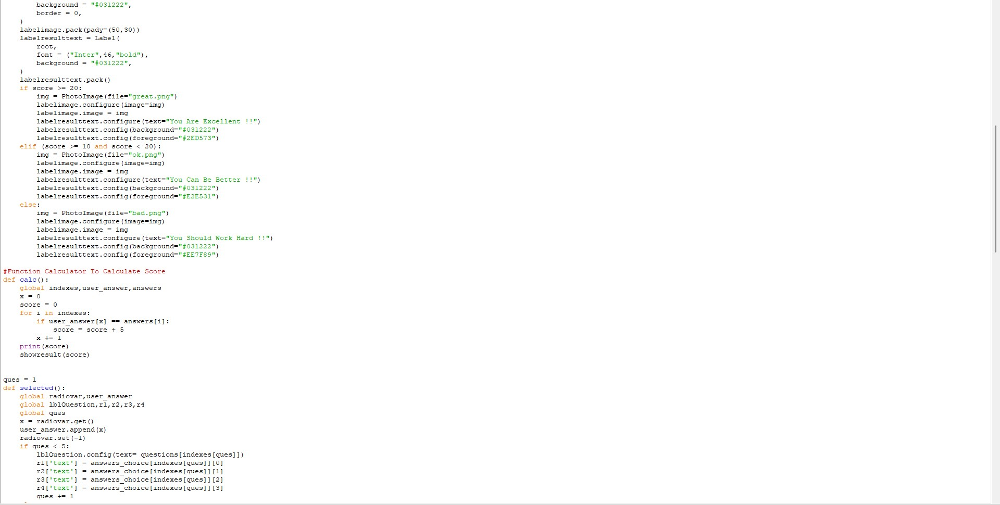 background = "#031222",
        border = 0,
    )
    labelimage.pack(pady=(50,30))
    labelresulttext = Label(
        root,
        font = ("Inter",46,"bold"),
        background = "#031222",
    )
    labelresulttext.pack()
    if score >= 20:
        img = PhotoImage(file="great.png")
        labelimage.configure(image=img)
        labelimage.image = img
        labelresulttext.configure(text="You Are Excellent !!")
        labelresulttext.config(background="#031222")
        labelresulttext.config(foreground="#2ED573")
    elif (score >= 10 and score < 20):
        img = PhotoImage(file="ok.png")
        labelimage.configure(image=img)
        labelimage.image = img
        labelresulttext.configure(text="You Can Be Better !!")
        labelresulttext.config(background="#031222")
        labelresulttext.config(foreground="#E2E531")
    else:
        img = PhotoImage(file="bad.png")
        labelimage.configure(image=img)
        labelimage.image = img
        labelresulttext.configure(text="You Should Work Hard !!")
        labelresulttext.config(background="#031222")
        labelresulttext.config(foreground="#EE7F89")

#Function Calculator To Calculate Score
def calc():
    global indexes,user_answer,answers
    x = 0
    score = 0
    for i in indexes:
        if user_answer[x] == answers[i]:
            score = score + 5
        x += 1
    print(score)
    showresult(score)


ques = 1
def selected():
    global radiovar,user_answer
    global lblQuestion,r1,r2,r3,r4
    global ques
    x = radiovar.get()
    user_answer.append(x)
    radiovar.set(-1)
    if ques < 5:
        lblQuestion.config(text= questions[indexes[ques]])
        r1['text'] = answers_choice[indexes[ques]][0]
        r2['text'] = answers_choice[indexes[ques]][1]
        r3['text'] = answers_choice[indexes[ques]][2]
        r4['text'] = answers_choice[indexes[ques]][3]
        ques += 1